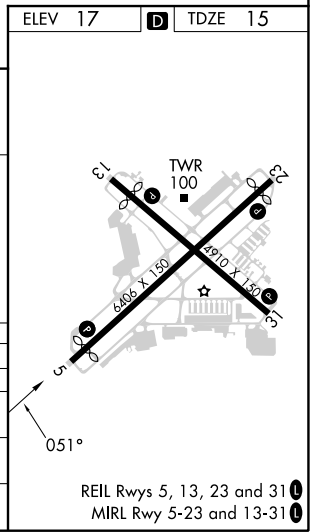 ELEV 17 D TDZE 15
TWR
100
13
23
P
P
4910 X 150
6406 X 150
P
P
31
5
051°
REIL Rwys 5, 13, 23 and 31 L
MIRL Rwy 5-23 and 13-31 L